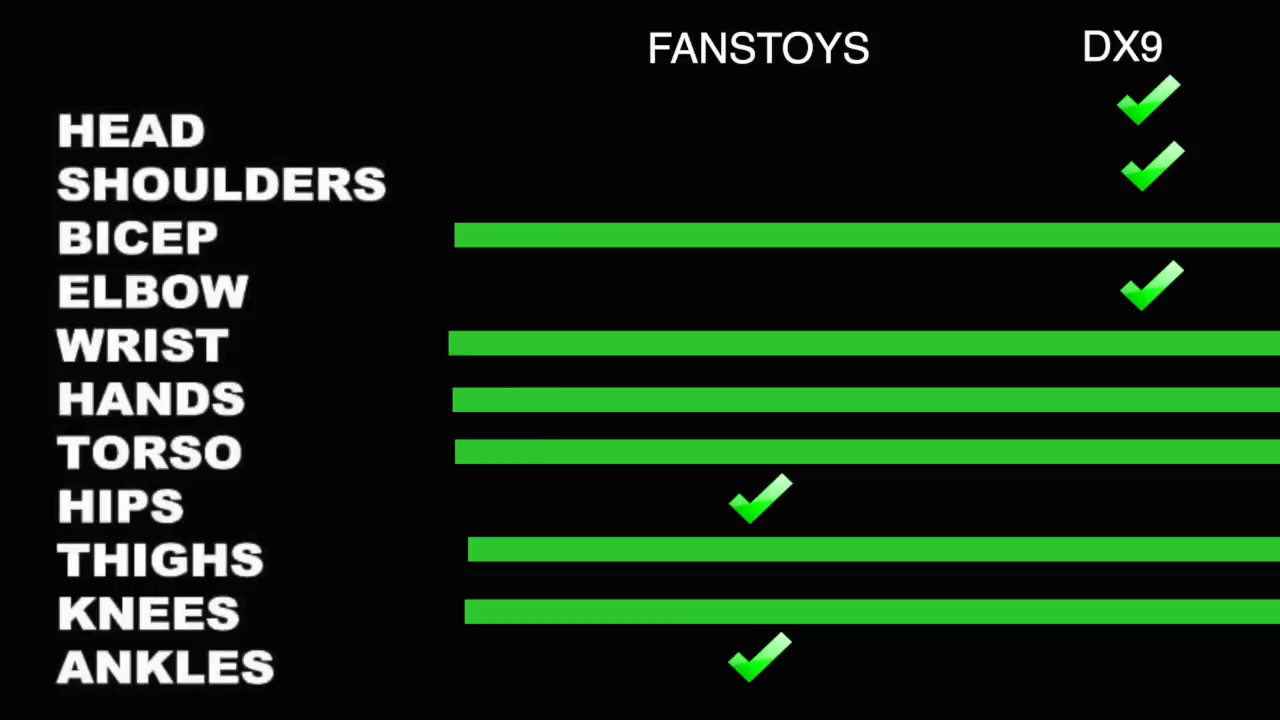 FANSTOYS DX9
HEAD
SHOULDERS
BICEP
ELBOW
WRIST
HANDS
TORSO
HIPS
THIGHS
KNEES
ANKLES